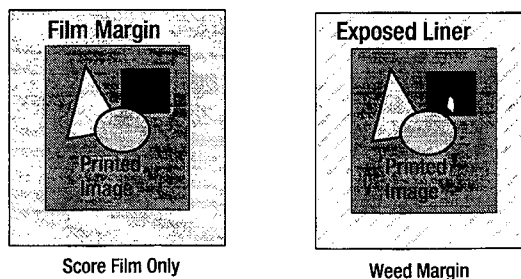 Film Margin
Printed
Image
Score Film Only
Exposed Liner
Printed
Image
Weed Margin